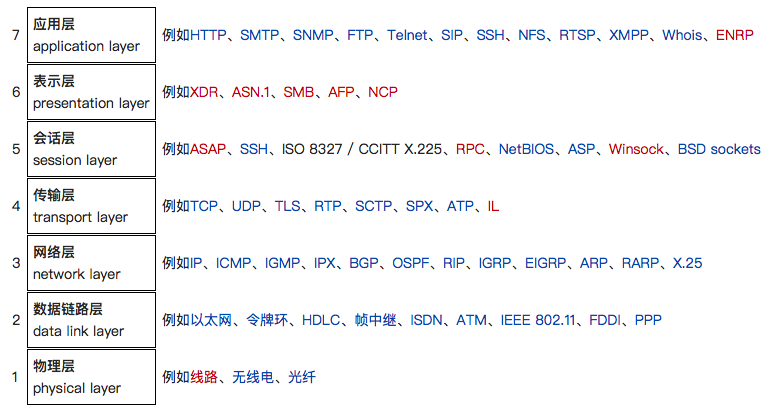 应用层
7 application layer 例如HTTP、SMTP、SNMP、FTP、Telnet、SIP、SSH、NFS、RTSP、XMPP、Whois、ENRP
表示层
6 presentation layer 例如XDR、ASN.1、SMB、AFP、NCP
会话层
5 session layer 例如ASAP、SSH、ISO 8327 / CCITT X.225、RPC、NetBIOS、ASP、Winsock、BSD sockets
传输层
4 transport layer 例如TCP、UDP、TLS、RTP、SCTP、SPX、ATP、IL
网络层
3 network layer 例如IP、ICMP、IGMP、IPX、BGP、OSPF、RIP、IGRP、EIGRP、ARP、RARP、X.25
数据链路层
2 data link layer 例如以太网、令牌环、HDLC、帧中继、ISDN、ATM、IEEE 802.11、FDDI、PPP
物理层
1 physical layer 例如线路、无线电、光纤